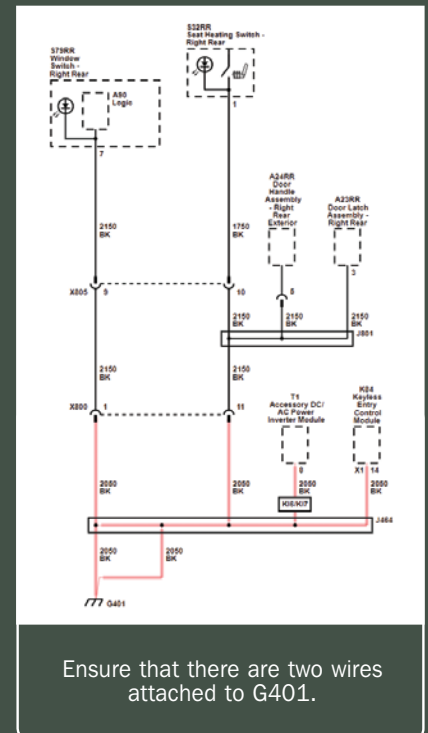 S79RR
Window
Switch -
Right Rear
A90
Logic
7
S32RR
Seat Heating Switch -
Right Rear
1
2150
BK
1750
BK
A24RR
Door
Handle
Assembly
- Right
Rear
Exterior
5
A23RR
Door Latch
Assembly -
Right Rear
3
X805 9
10
2150
BK
2150
BK
2150
BK
J801
2150
BK
2150
BK
X800 1
11
T1
Accessory DC/
AC Power
Inverter Module
8
K84
Keyless
Entry
Control
Module
X1 14
2050
BK
2050
BK
2050
BK
2050
BK
J464
2050
BK
2050
BK
G401
Ensure that there are two wires
attached to G401.